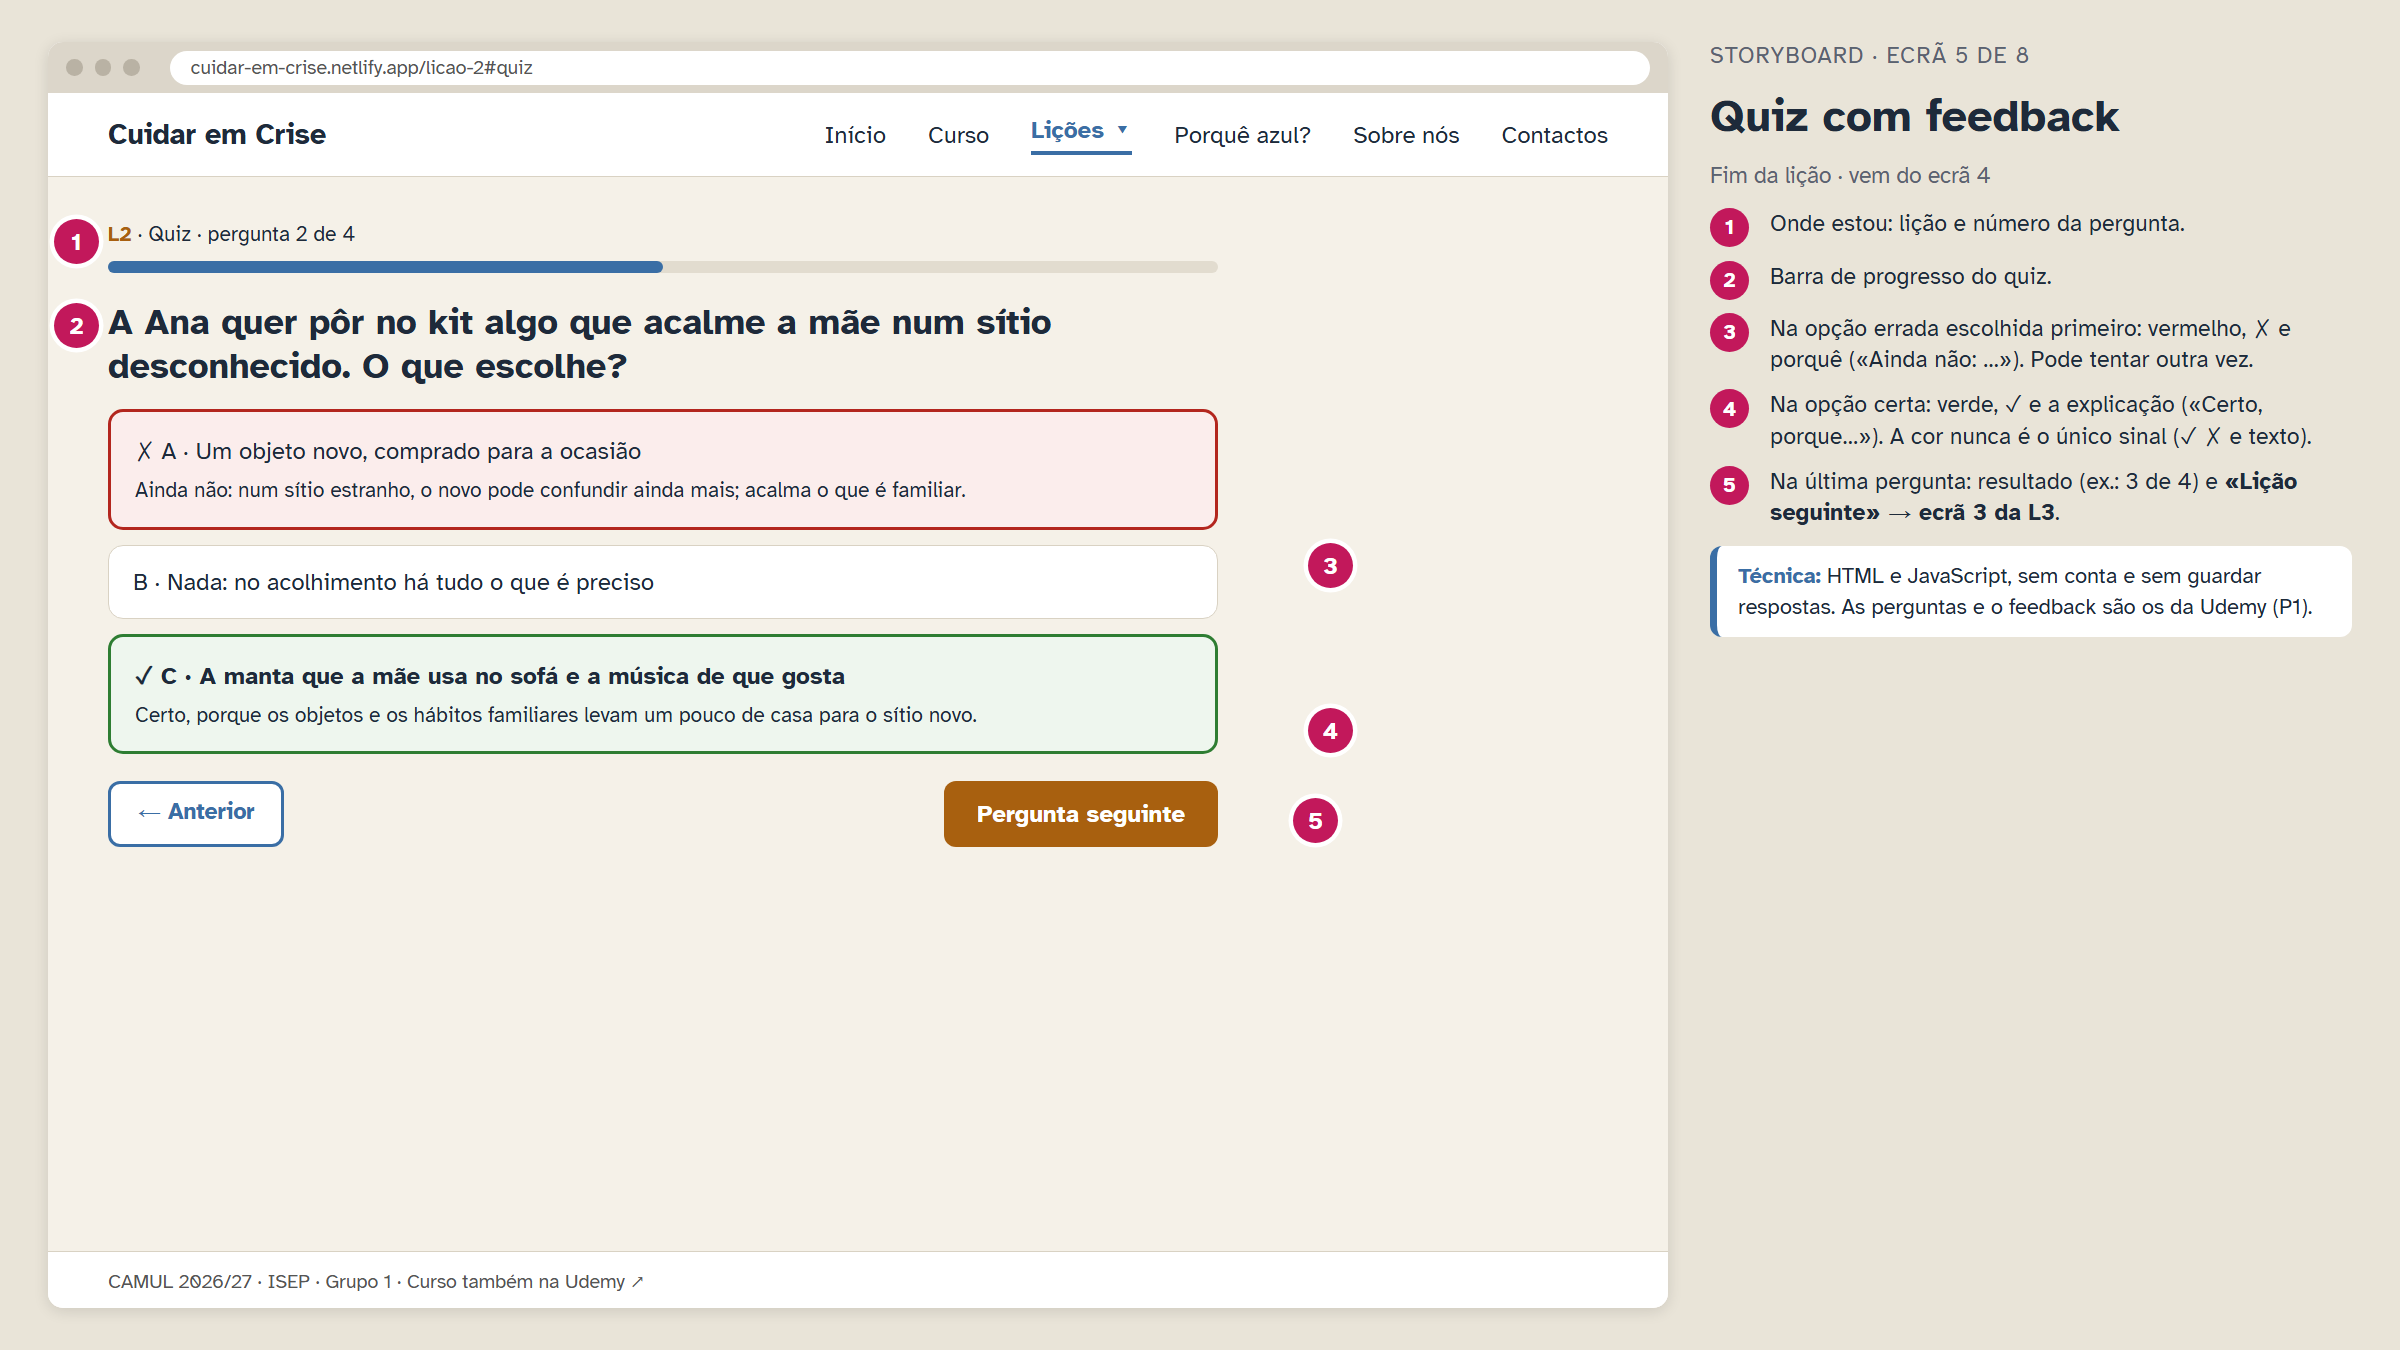 cuidar-em-crise.netlify.app/licao-2#quiz
Cuidar em Crise
Início
Curso
Lições ▼
Porquê azul?
Sobre nós
Contactos
1
L2 · Quiz · pergunta 2 de 4
2
A Ana quer pôr no kit algo que acalme a mãe num sítio
desconhecido. O que escolhe?
✗ A · Um objeto novo, comprado para a ocasião
Ainda não: num sítio estranho, o novo pode confundir ainda mais; acalma o que é familiar.
B · Nada: no acolhimento há tudo o que é preciso
3
✓ C · A manta que a mãe usa no sofá e a música de que gosta
Certo, porque os objetos e os hábitos familiares levam um pouco de casa para o sítio novo.
4
← Anterior
Pergunta seguinte
5
CAMUL 2026/27 · ISEP · Grupo 1 · Curso também na Udemy ↗
STORYBOARD · ECRÃ 5 DE 8
Quiz com feedback
Fim da lição · vem do ecrã 4
1 Onde estou: lição e número da pergunta.
2 Barra de progresso do quiz.
3 Na opção errada escolhida primeiro: vermelho, ✗ e
porquê («Ainda não: ...»). Pode tentar outra vez.
4 Na opção certa: verde, ✓ e a explicação («Certo,
porque...»). A cor nunca é o único sinal (✓ ✗ e texto).
5 Na última pergunta: resultado (ex.: 3 de 4) e «Lição
seguinte» → ecrã 3 da L3.
Técnica: HTML e JavaScript, sem conta e sem guardar
respostas. As perguntas e o feedback são os da Udemy (P1).